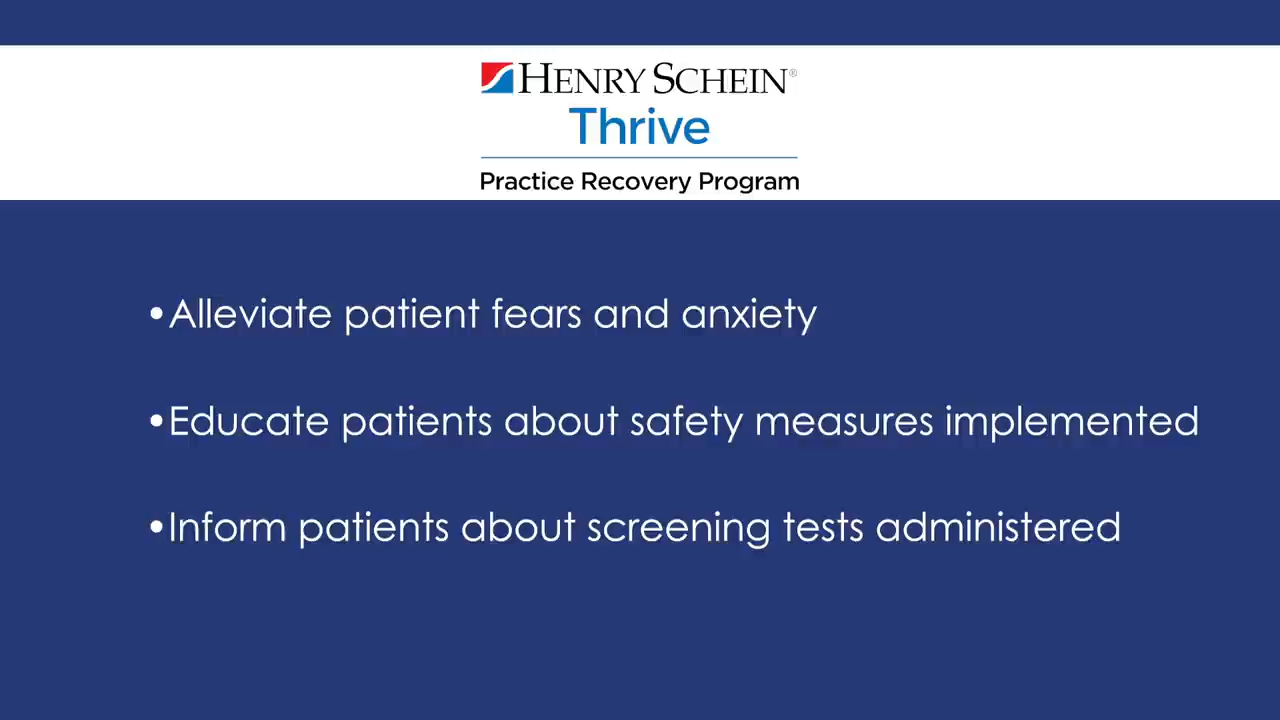 HENRY SCHEIN®
Thrive
Practice Recovery Program
•Alleviate patient fears and anxiety
•Educate patients about safety measures implemented
•Inform patients about screening tests administered